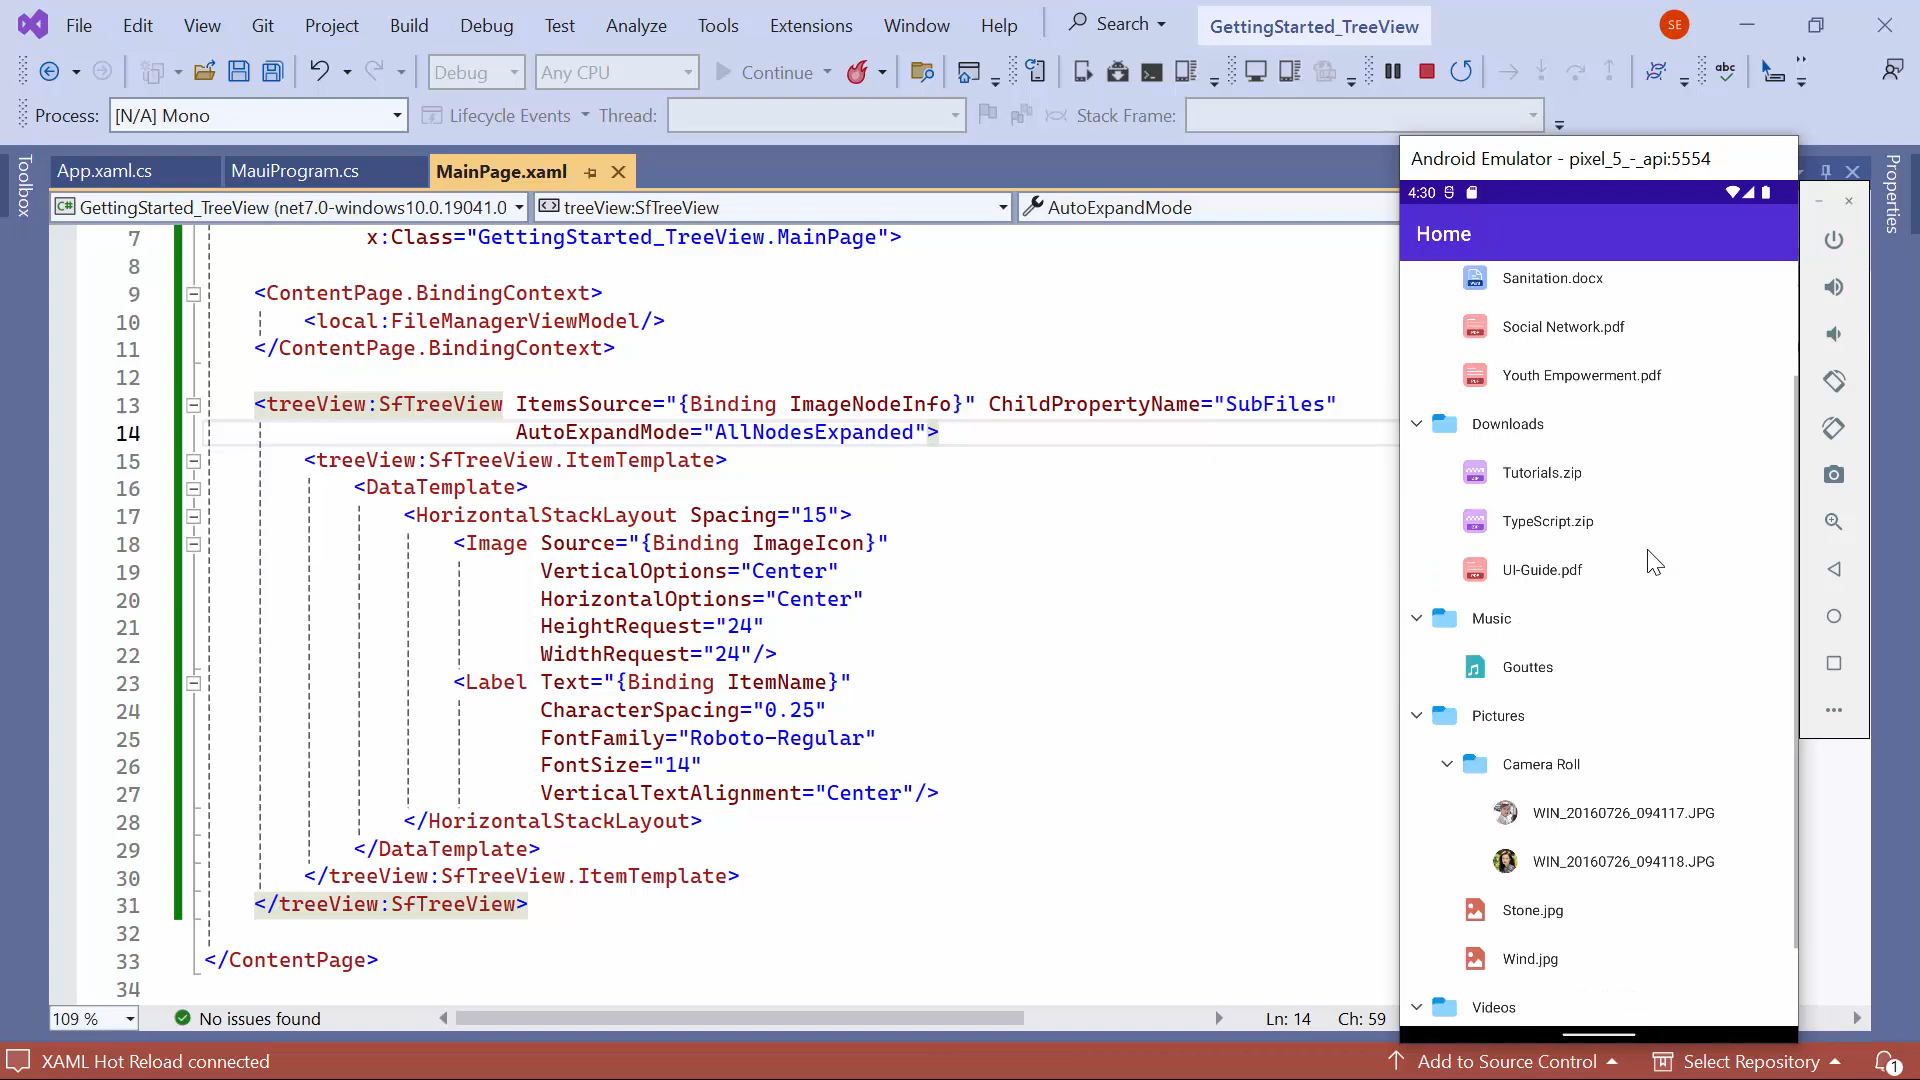 File Edit View Git Project Build Debug Test Analyze Tools Extensions Window Help Search GettingStarted_TreeView SE
Debug Any CPU Continue abc
Process: [N/A] Mono Lifecycle Events Thread: Stack Frame:
Toolbox
App.xaml.cs MauiProgram.cs MainPage.xaml
Properties
GettingStarted_TreeView (net7.0-windows10.0.19041.0 treeView:SfTreeView AutoExpandMode
7 x:Class="GettingStarted_TreeView.MainPage">
8
9 <ContentPage.BindingContext>
10 <local:FileManagerViewModel/>
11 </ContentPage.BindingContext>
12
13 <treeView:SfTreeView ItemsSource="{Binding ImageNodeInfo}" ChildPropertyName="SubFiles"
14 AutoExpandMode="AllNodesExpanded">
15 <treeView:SfTreeView.ItemTemplate>
16 <DataTemplate>
17 <HorizontalStackLayout Spacing="15">
18 <Image Source="{Binding ImageIcon}"
19 VerticalOptions="Center"
20 HorizontalOptions="Center"
21 HeightRequest="24"
22 WidthRequest="24"/>
23 <Label Text="{Binding ItemName}"
24 CharacterSpacing="0.25"
25 FontFamily="Roboto-Regular"
26 FontSize="14"
27 VerticalTextAlignment="Center"/>
28 </HorizontalStackLayout>
29 </DataTemplate>
30 </treeView:SfTreeView.ItemTemplate>
31 </treeView:SfTreeView>
32
33 </ContentPage>
34
109 % No issues found Ln: 14 Ch: 59
Android Emulator - pixel_5_-_api:5554
4:30
Home
Sanitation.docx
Social Network.pdf
Youth Empowerment.pdf
Downloads
Tutorials.zip
TypeScript.zip
UI-Guide.pdf
Music
Gouttes
Pictures
Camera Roll
WIN_20160726_094117.JPG
WIN_20160726_094118.JPG
Stone.jpg
Wind.jpg
Videos
XAML Hot Reload connected Add to Source Control Select Repository 1